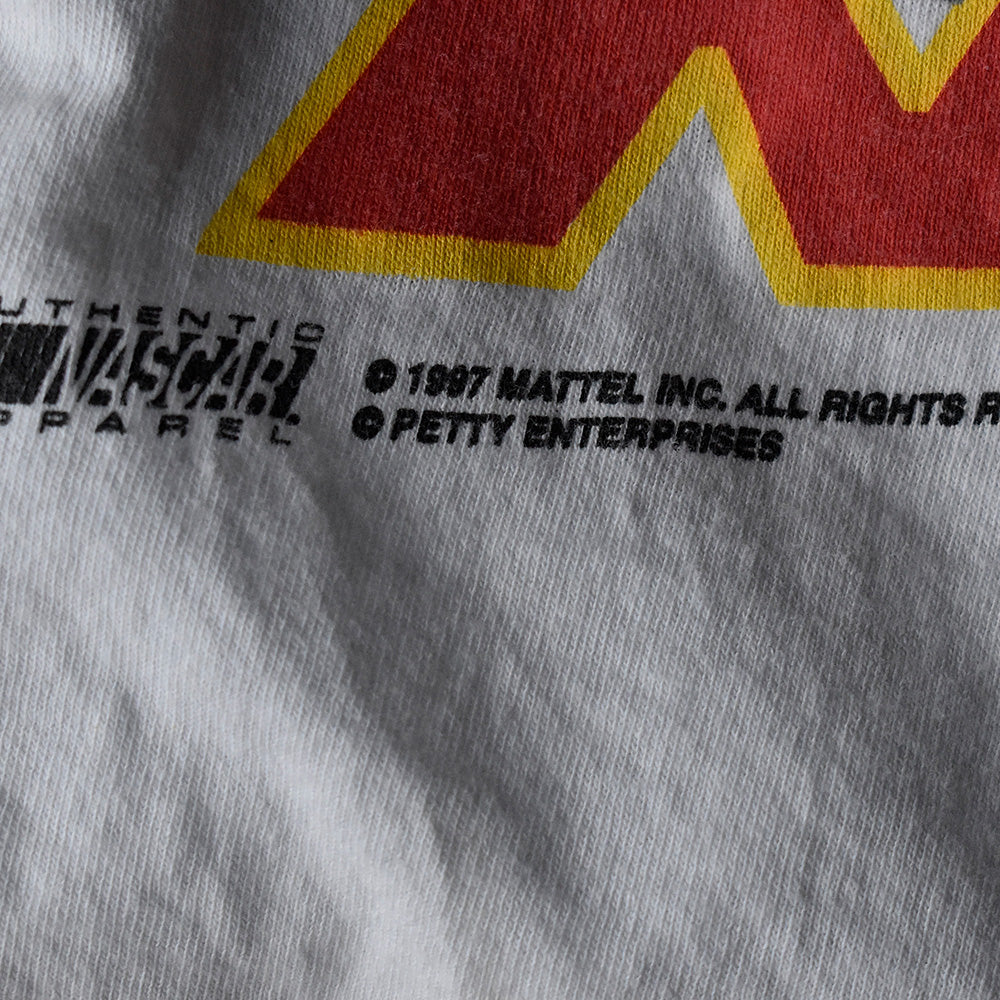 UTHENTIC
NASCAR.
PPAREL
© 1997 MATTEL INC. ALL RIGHTS R
© PETTY ENTERPRISES